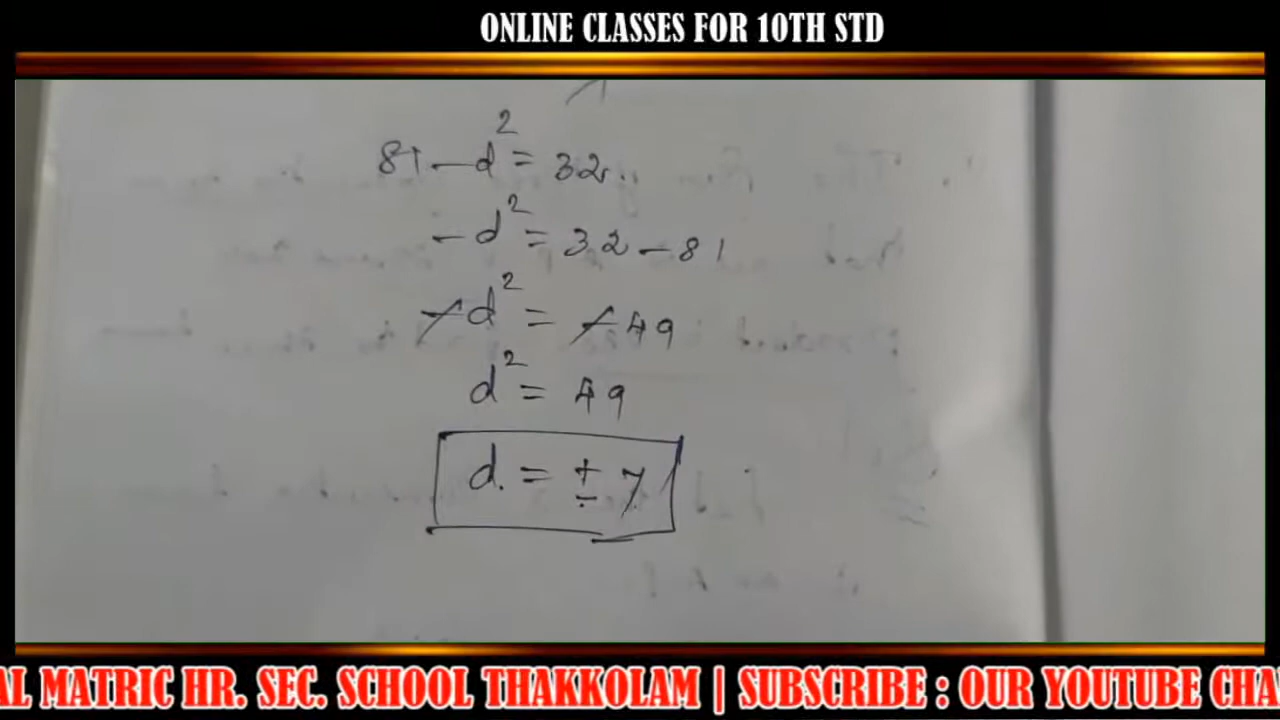 ONLINE CLASSES FOR 10TH STD
81 - d² = 32
- d² = 32 - 81
- d² = - 49
d² = 49
d = ± 7
AL MATRIC HR. SEC. SCHOOL THAKKOLAM | SUBSCRIBE : OUR YOUTUBE CHA